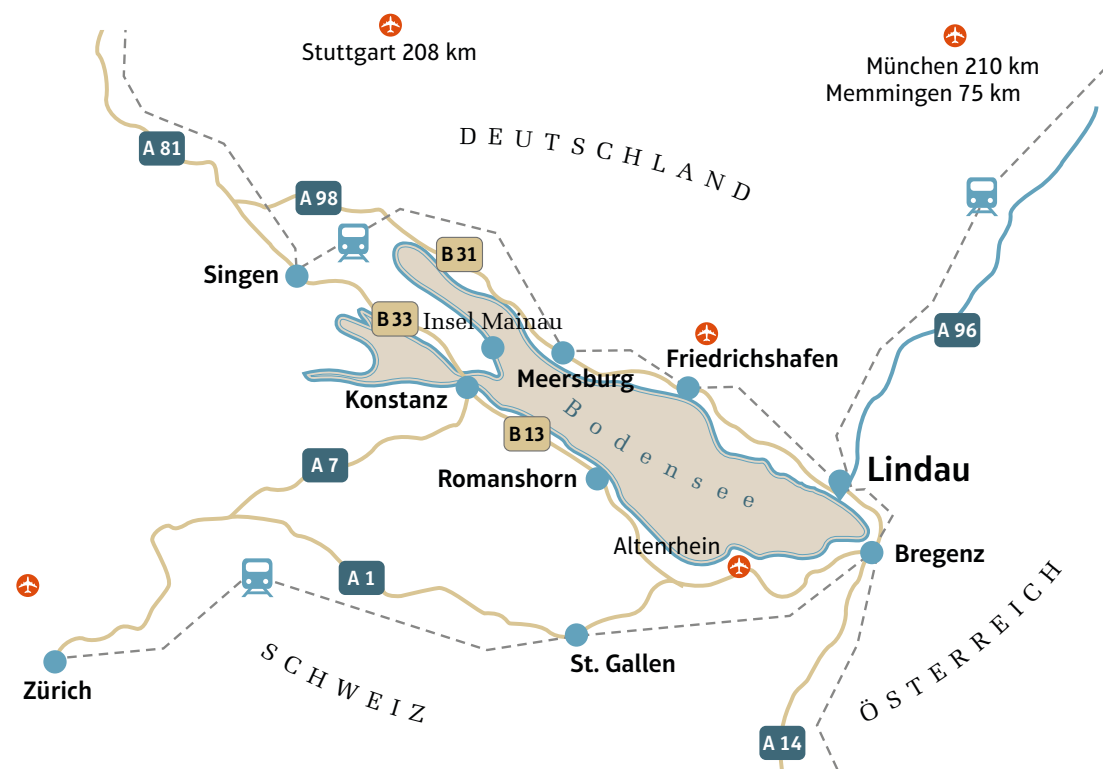 Stuttgart 208 km
München 210 km
Memmingen 75 km
DEUTSCHLAND
A 81
A 98
B 31
Singen
B 33
Insel Mainau
A 96
Friedrichshafen
Meersburg
Konstanz
Bodensee
B 13
A 7
Romanshorn
Lindau
Altenrhein
Bregenz
A 1
St. Gallen
Zürich
SCHWEIZ
ÖSTERREICH
A 14